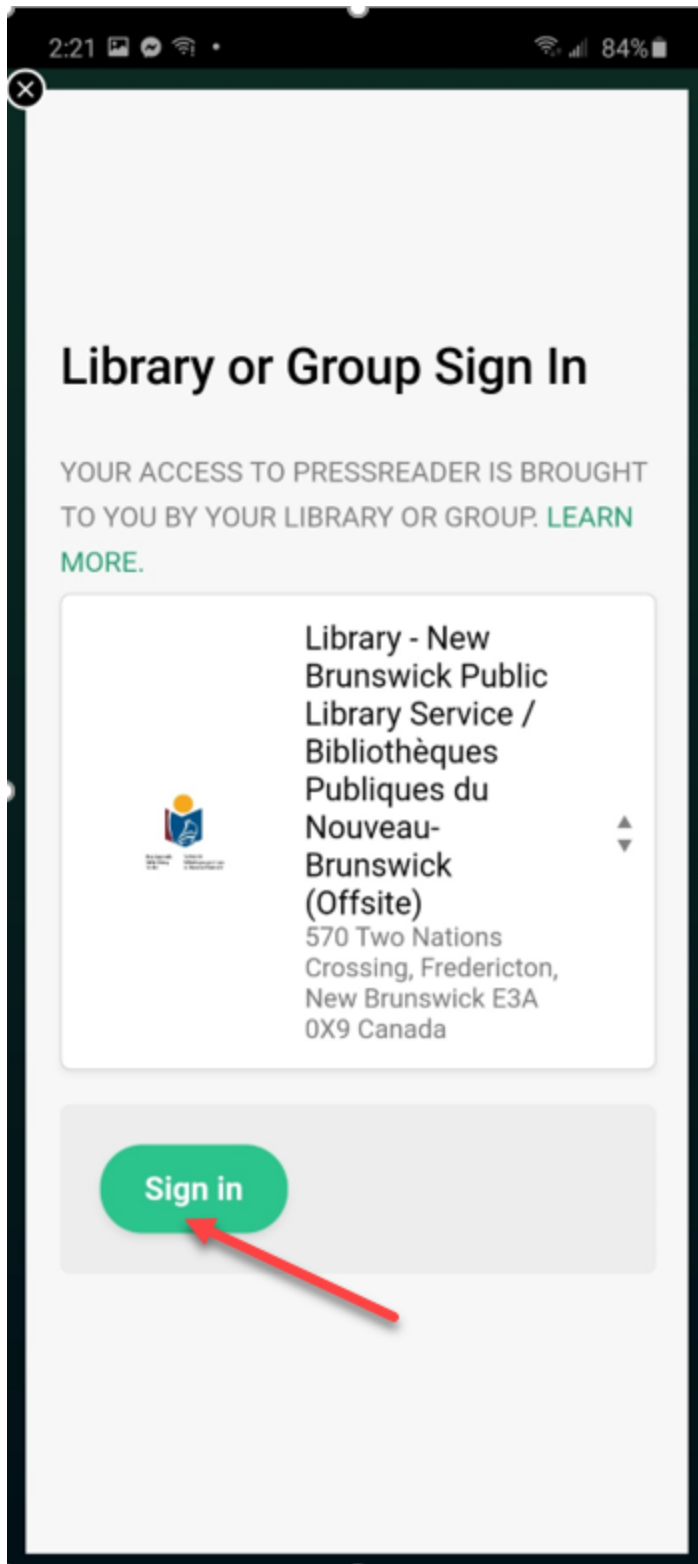 2:21
84%
Library or Group Sign In
YOUR ACCESS TO PRESSREADER IS BROUGHT
TO YOU BY YOUR LIBRARY OR GROUP. LEARN
MORE.
Library - New
Brunswick Public
Library Service /
Bibliothèques
Publiques du
Nouveau-
Brunswick
(Offsite)
570 Two Nations
Crossing, Fredericton,
New Brunswick E3A
0X9 Canada
Sign in